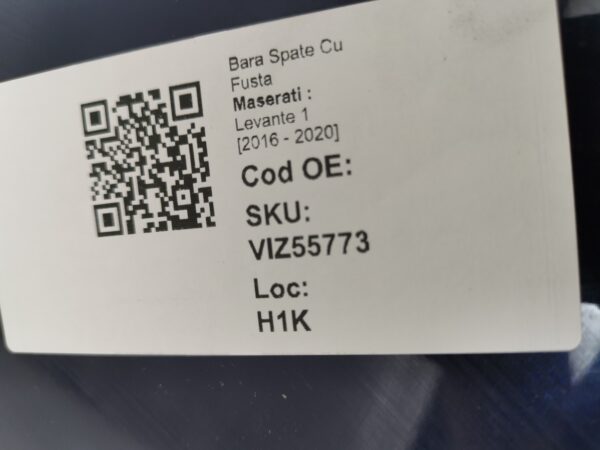 Bara Spate Cu
Fusta
Maserati :
Levante 1
[2016 - 2020]
Cod OE:
SKU:
VIZ55773
Loc:
H1K